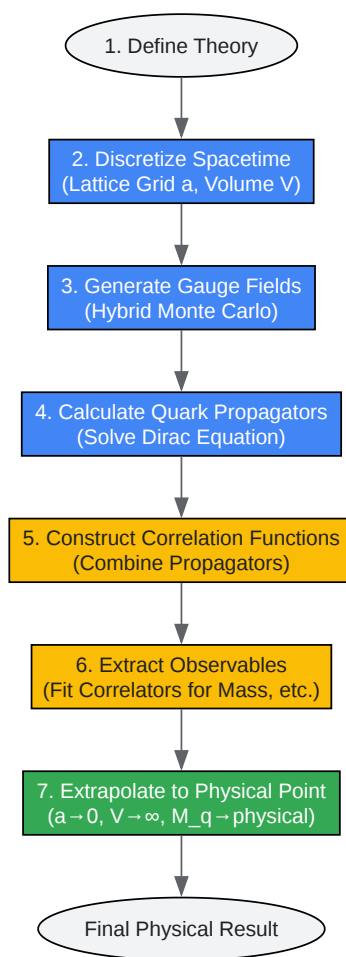 1. Define Theory
2. Discretize Spacetime
(Lattice Grid a, Volume V)
3. Generate Gauge Fields
(Hybrid Monte Carlo)
4. Calculate Quark Propagators
(Solve Dirac Equation)
5. Construct Correlation Functions
(Combine Propagators)
6. Extract Observables
(Fit Correlators for Mass, etc.)
7. Extrapolate to Physical Point
(a→0, V→∞, M_q→physical)
Final Physical Result